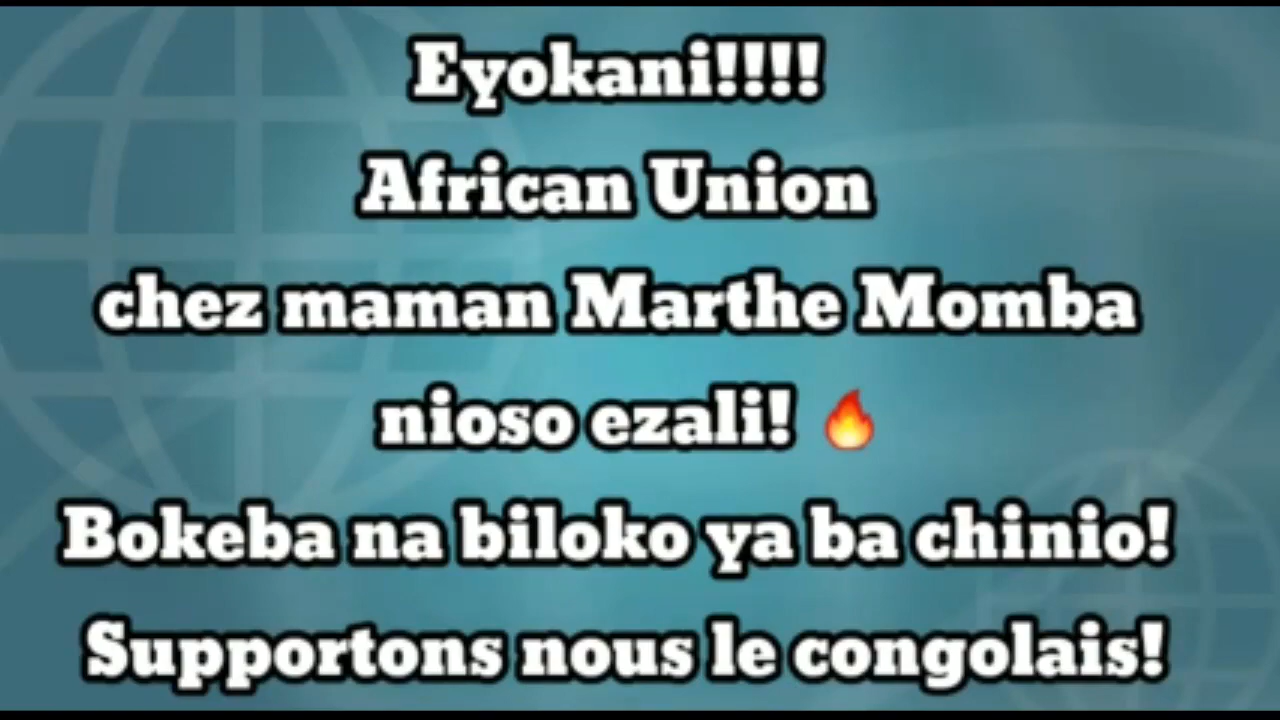 Eyokani!!!!
African Union
chez maman Marthe Momba
nioso ezali! 🔥
Bokeba na biloko ya ba chinio!
Supportons nous le congolais!